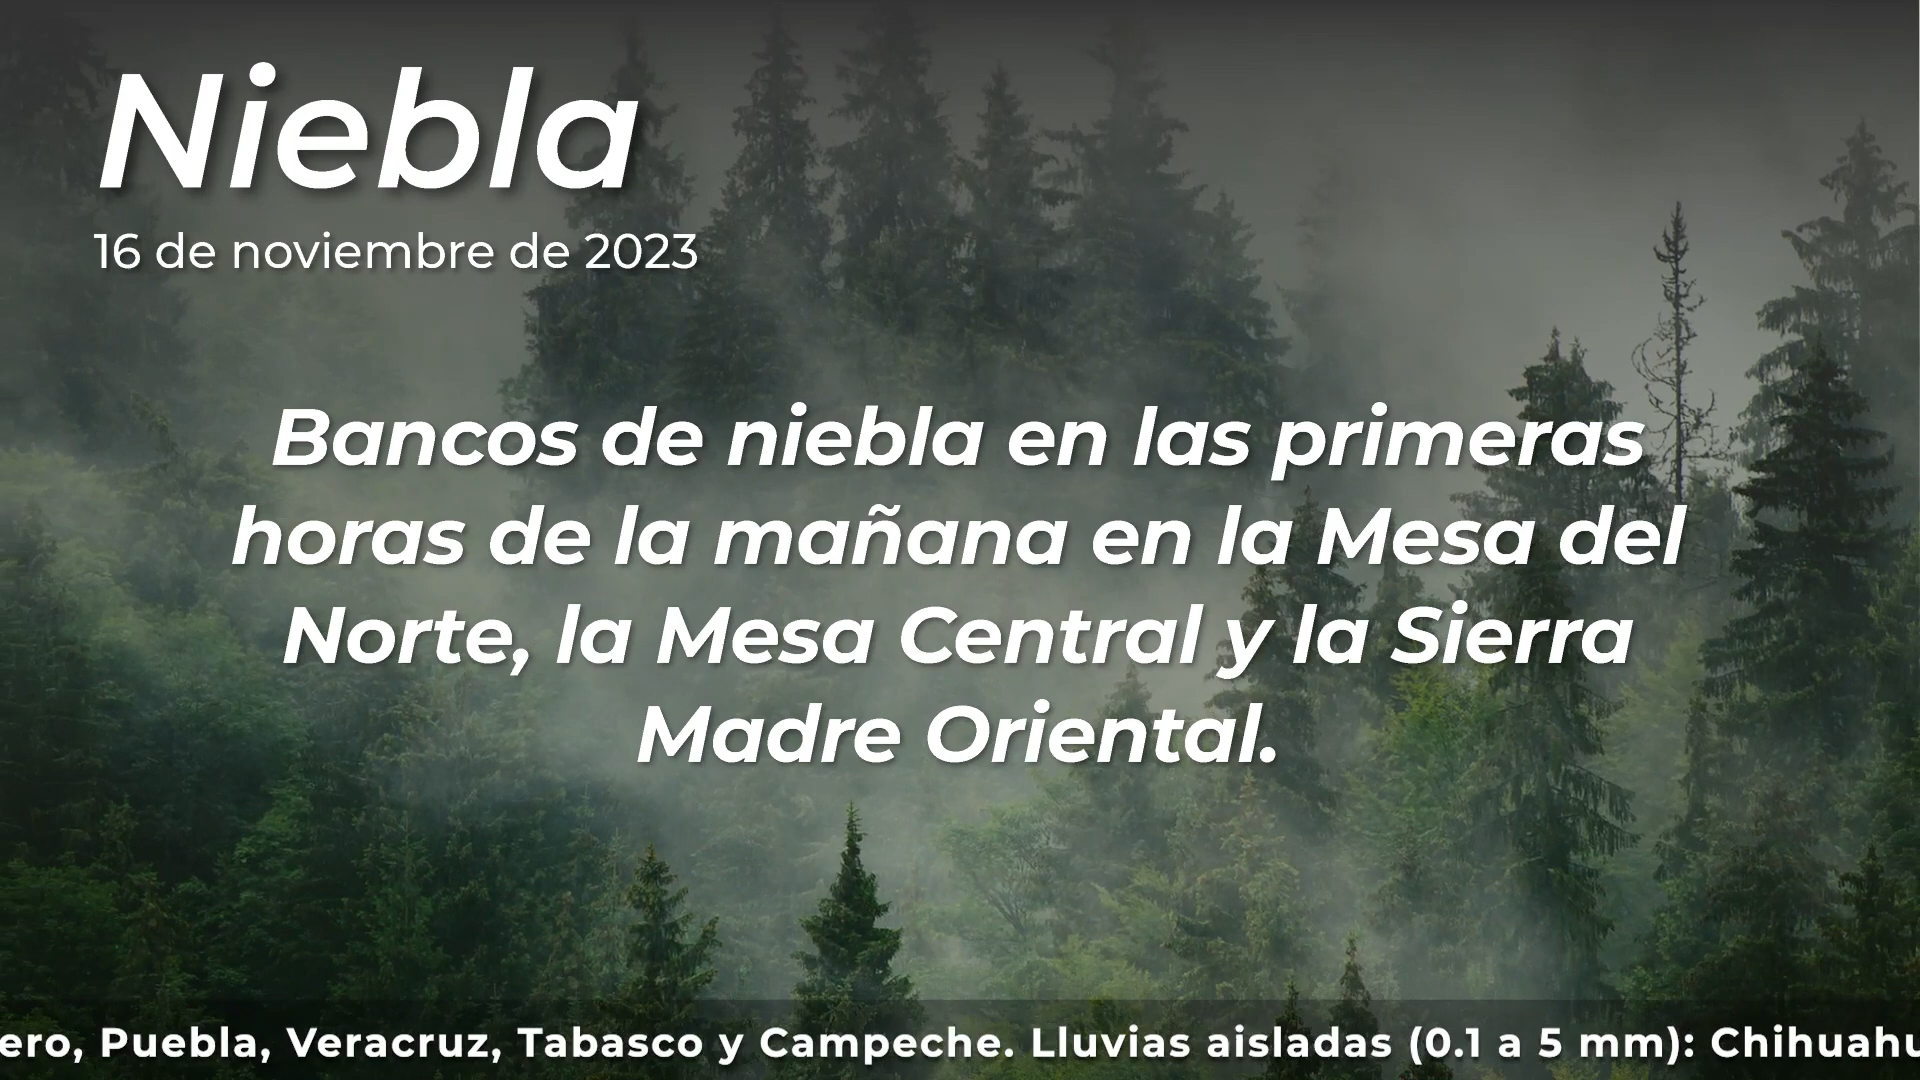 Niebla
16 de noviembre de 2023
Bancos de niebla en las primeras
horas de la mañana en la Mesa del
Norte, la Mesa Central y la Sierra
Madre Oriental.
ero, Puebla, Veracruz, Tabasco y Campeche. Lluvias aisladas (0.1 a 5 mm): Chihuahu